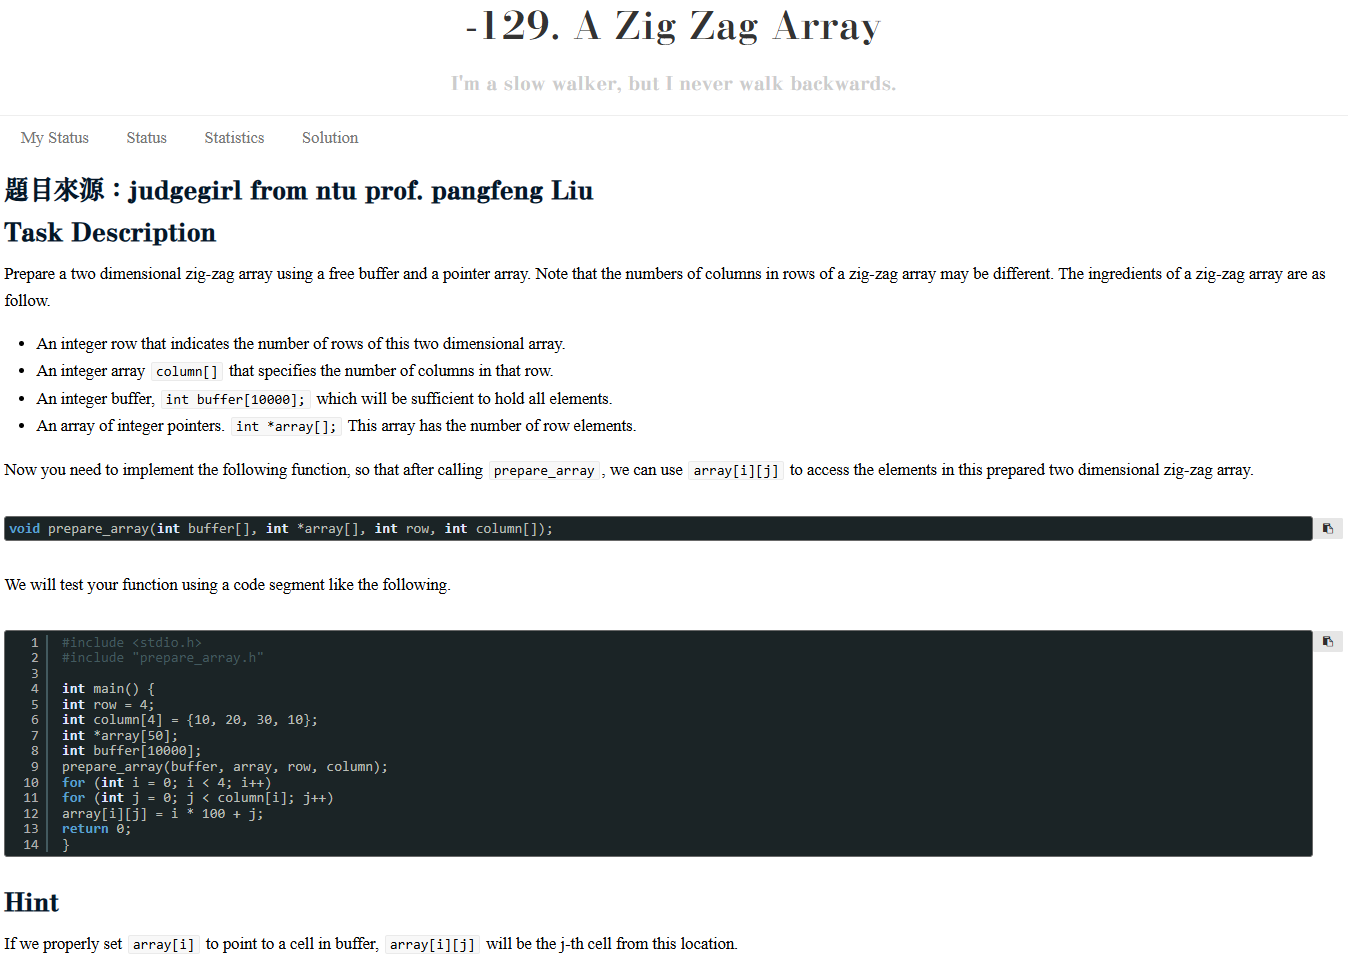 -129. A Zig Zag Array
I'm a slow walker, but I never walk backwards.
My Status Status Statistics Solution
題目來源：judgegirl from ntu prof. pangfeng Liu
Task Description
Prepare a two dimensional zig-zag array using a free buffer and a pointer array. Note that the numbers of columns in rows of a zig-zag array may be different. The ingredients of a zig-zag array are as
follow.
• An integer row that indicates the number of rows of this two dimensional array.
• An integer array column[] that specifies the number of columns in that row.
• An integer buffer, int buffer[10000]; which will be sufficient to hold all elements.
• An array of integer pointers. int *array[]; This array has the number of row elements.
Now you need to implement the following function, so that after calling prepare_array , we can use array[i][j] to access the elements in this prepared two dimensional zig-zag array.
void prepare_array(int buffer[], int *array[], int row, int column[]);
We will test your function using a code segment like the following.
1 #include <stdio.h>
2 #include "prepare_array.h"
3
4 int main() {
5 int row = 4;
6 int column[4] = {10, 20, 30, 10};
7 int *array[50];
8 int buffer[10000];
9 prepare_array(buffer, array, row, column);
10 for (int i = 0; i < 4; i++)
11 for (int j = 0; j < column[i]; j++)
12 array[i][j] = i * 100 + j;
13 return 0;
14 }
Hint
If we properly set array[i] to point to a cell in buffer, array[i][j] will be the j-th cell from this location.